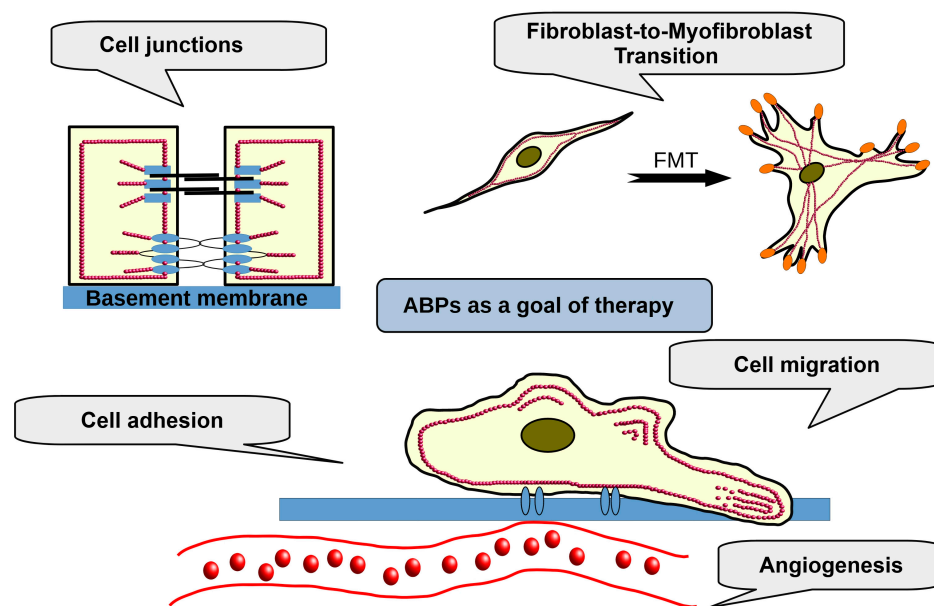 Cell junctions
Fibroblast-to-Myofibroblast
Transition
FMT
Basement membrane
ABPs as a goal of therapy
Cell migration
Cell adhesion
Angiogenesis